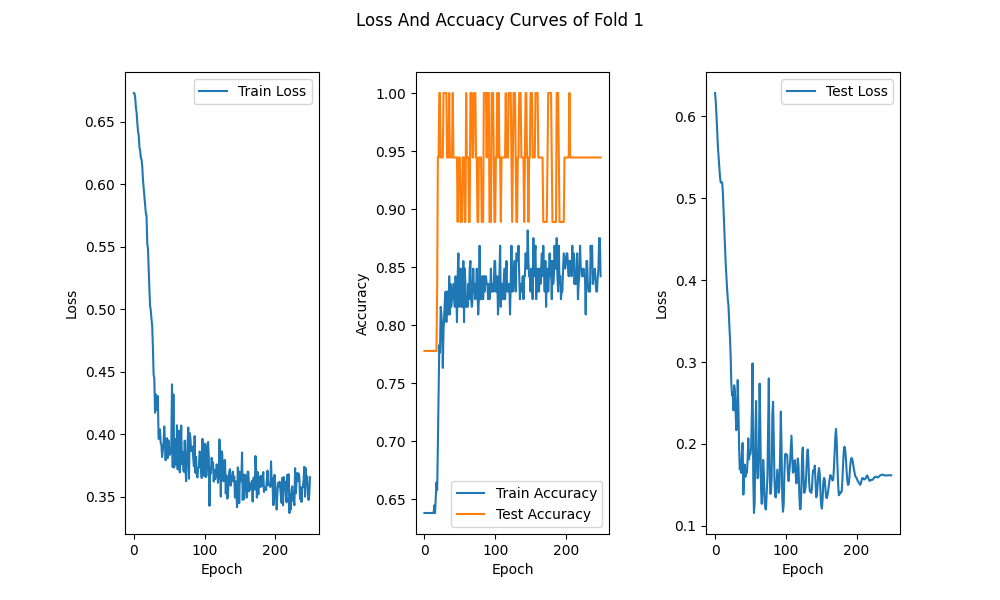 Loss And Accuacy Curves of Fold 1
Train Loss
0.65
0.60
0.55
0.50
0.45
0.40
0.35
Loss
0
100
200
Epoch
1.00
0.95
0.90
0.85
0.80
0.75
0.70
0.65
Accuracy
Train Accuracy
Test Accuracy
0
100
200
Epoch
Test Loss
0.6
0.5
0.4
0.3
0.2
0.1
Loss
0
100
200
Epoch